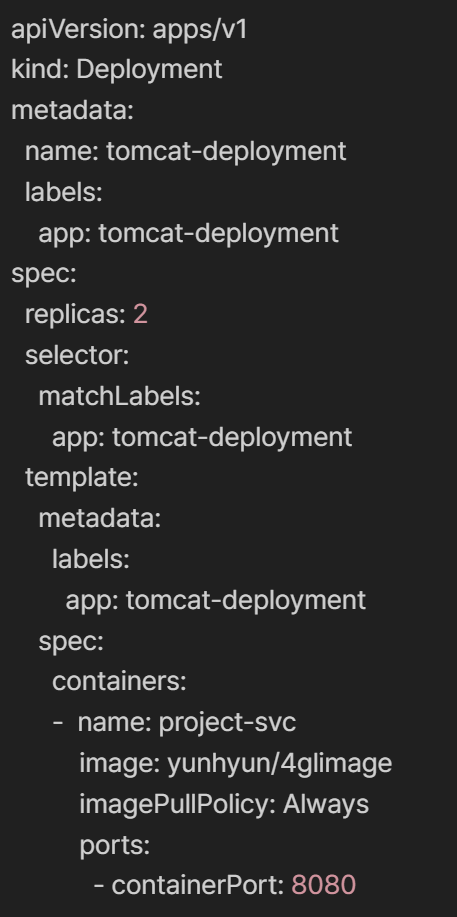 apiVersion: apps/v1
kind: Deployment
metadata:
  name: tomcat-deployment
  labels:
    app: tomcat-deployment
spec:
  replicas: 2
  selector:
    matchLabels:
      app: tomcat-deployment
  template:
    metadata:
      labels:
        app: tomcat-deployment
    spec:
      containers:
      -  name: project-svc
         image: yunhyun/4glimage
         imagePullPolicy: Always
         ports:
           - containerPort: 8080